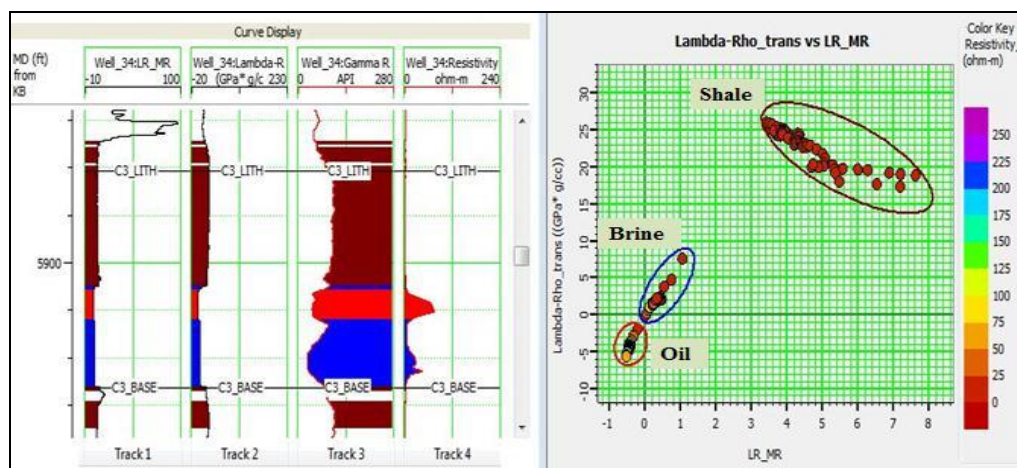 Curve Display
MD (ft)
from
KB
Well_34:LR_MR
-10 100
Well_34:Lambda-R
-20 (GPa* g/c 230
Well_34:Gamma R
0 API 280
Well_34:Resistivity
0 ohm-m 240
C3_LITH C3_LITH C3_LITH C3_LITH
5900
C3_BASE C3_BASE C3_BASE C3_BASE
Track 1 Track 2 Track 3 Track 4
Lambda-Rho_trans vs LR_MR
Lambda-Rho_trans ((GPa* g/cc))
30
25
20
15
10
5
0
-5
-10
Shale
Brine
Oil
-1 0 1 2 3 4 5 6 7 8
LR_MR
Color Key
Resistivity,
(ohm-m)
250
225
200
175
150
125
100
75
50
25
0